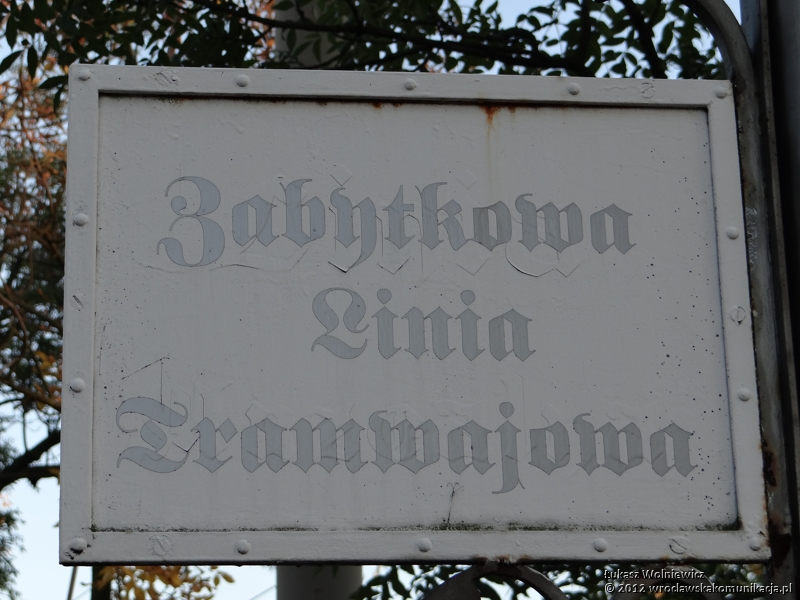 Zabytkowa
Linia
Tramwajowa
Łukasz Wolniewicz
© 2012 wroclawskakomunikacja.pl